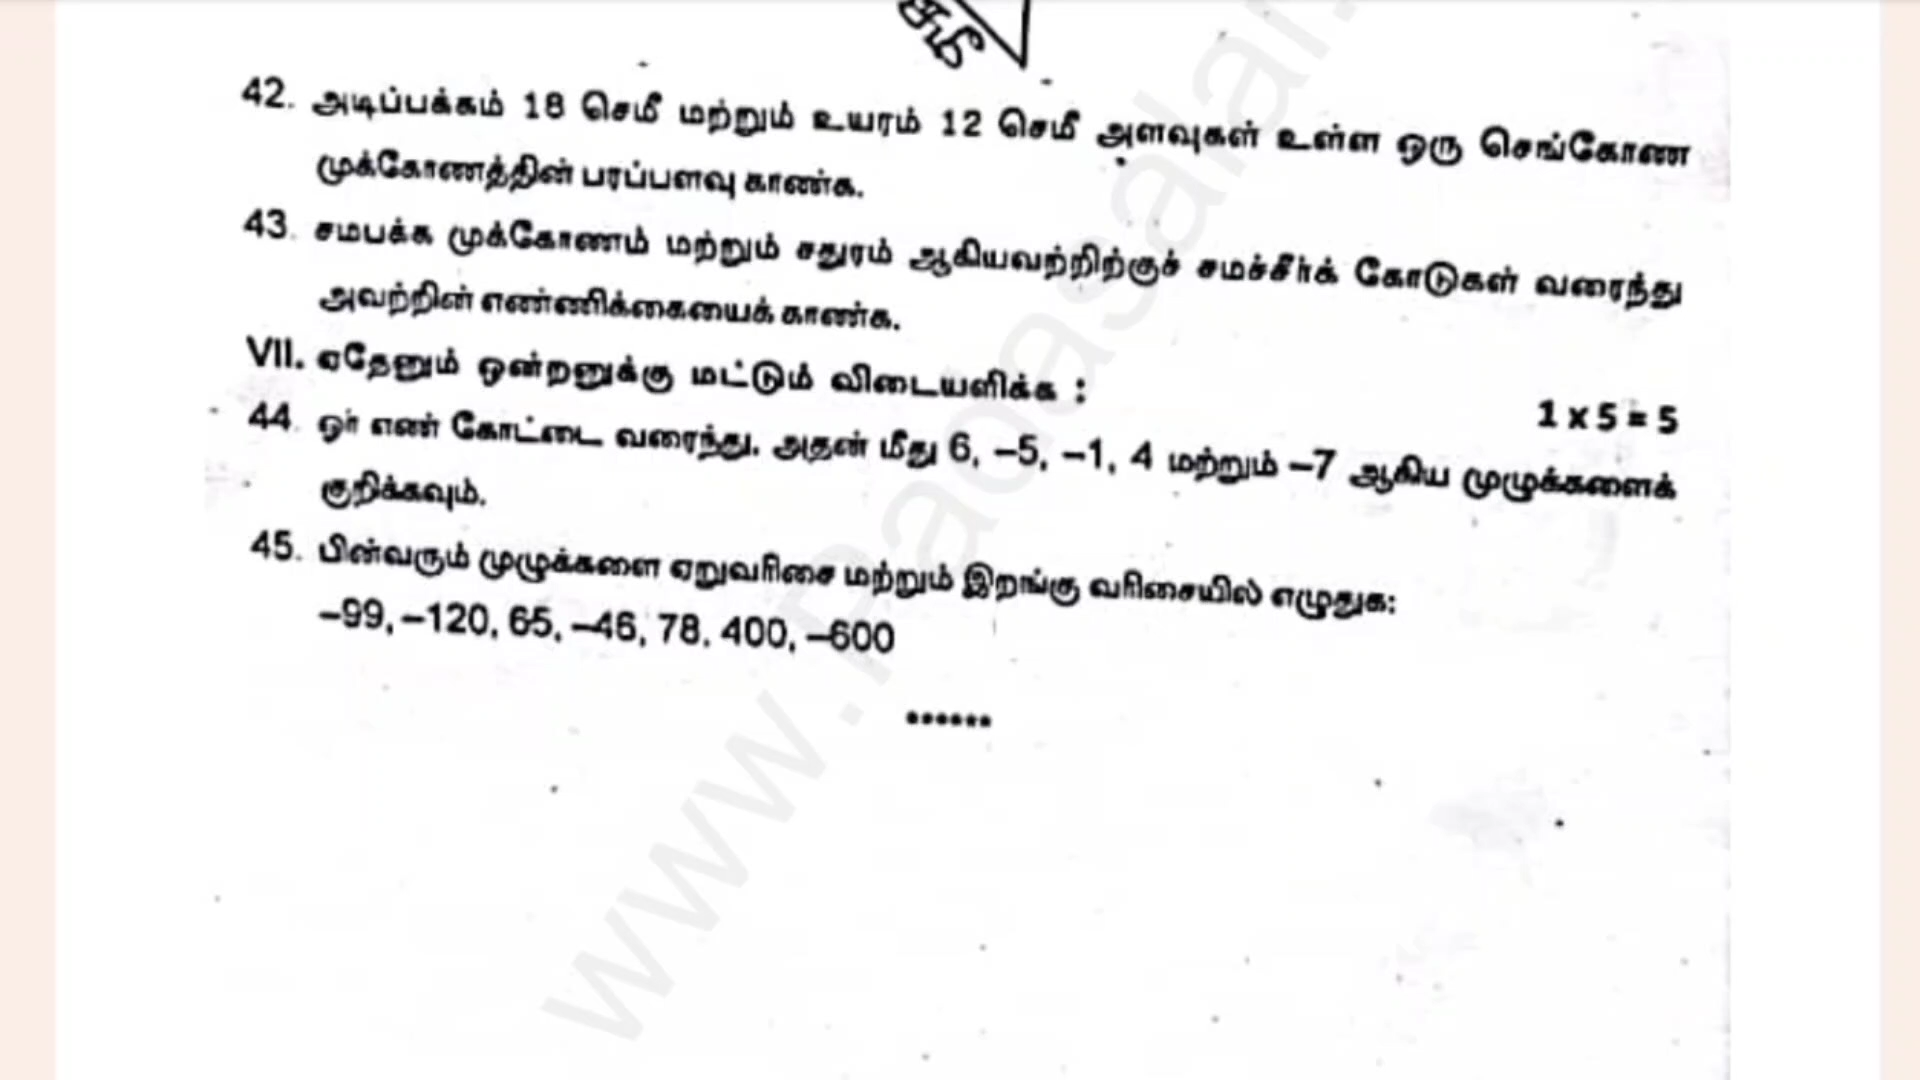 சுமீ
42. அடிப்பக்கம் 18 செமீ மற்றும் உயரம் 12 செமீ அளவுகள் உள்ள ஒரு செங்கோண
முக்கோணத்தின் பரப்பளவு காண்க.
43. சமபக்க முக்கோணம் மற்றும் சதுரம் ஆகியவற்றிற்குச் சமச்சீர்க் கோடுகள் வரைந்து
அவற்றின் எண்ணிக்கையைக் காண்க.
VII. ஏதேனும் ஒன்றனுக்கு மட்டும் விடையளிக்க :
1 x 5 = 5
44. ஓர் எண் கோட்டை வரைந்து, அதன் மீது 6, –5, –1, 4 மற்றும் –7 ஆகிய முழுக்களைக்
குறிக்கவும்.
45. பின்வரும் முழுக்களை ஏறுவரிசை மற்றும் இறங்கு வரிசையில் எழுதுக:
–99, –120, 65, –46, 78, 400, –600
www.Padasalai.